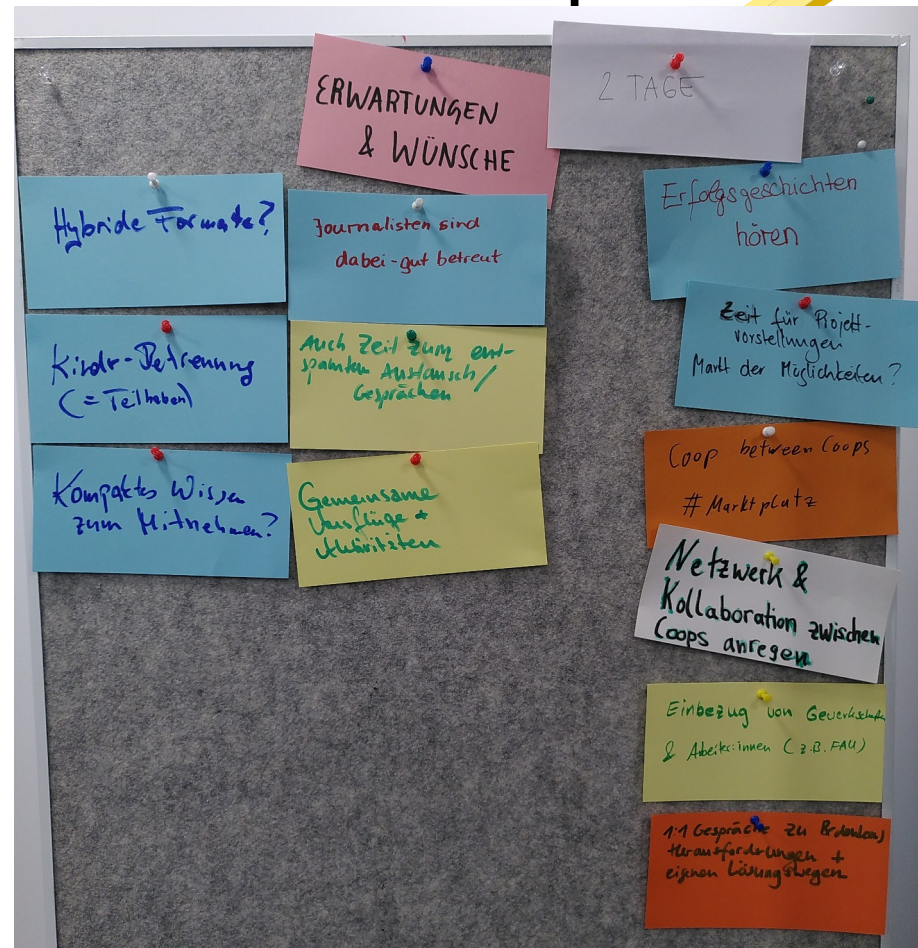 ERWARTUNGEN
& WÜNSCHE
2 TAGE
Hybride Formate?
Kinder-Betreuung
(= Teilhaben)
Kompaktes Wissen
zum Mitnehmen?
Journalisten sind
dabei - gut betreut
Auch Zeit zum ent-
spannten Austausch/
Gesprächen
Gemeinsame
Ausflüge +
Erfolgsgeschichten
hören
Zeit für Projekt-
vorstellungen
Markt der Möglichkeiten?
Coop between Coops
# Marktplatz
Netzwerk &
Kollaboration zwischen
Coops anregen
Einbezug von Gewerkschaften
& Arbeiter:innen (z.B. FAU)
1:1 Gespräche zu Bedenken,
Herausforderungen +
eigenen Lösungswegen